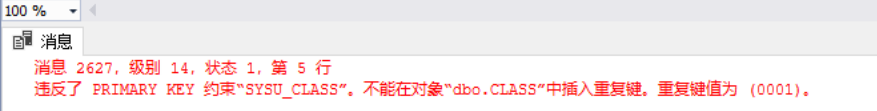 100 %
消息
消息 2627，级别 14，状态 1，第 5 行
违反了 PRIMARY KEY 约束“SYSU_CLASS”。不能在对象“dbo.CLASS”中插入重复键。重复键值为 (0001)。